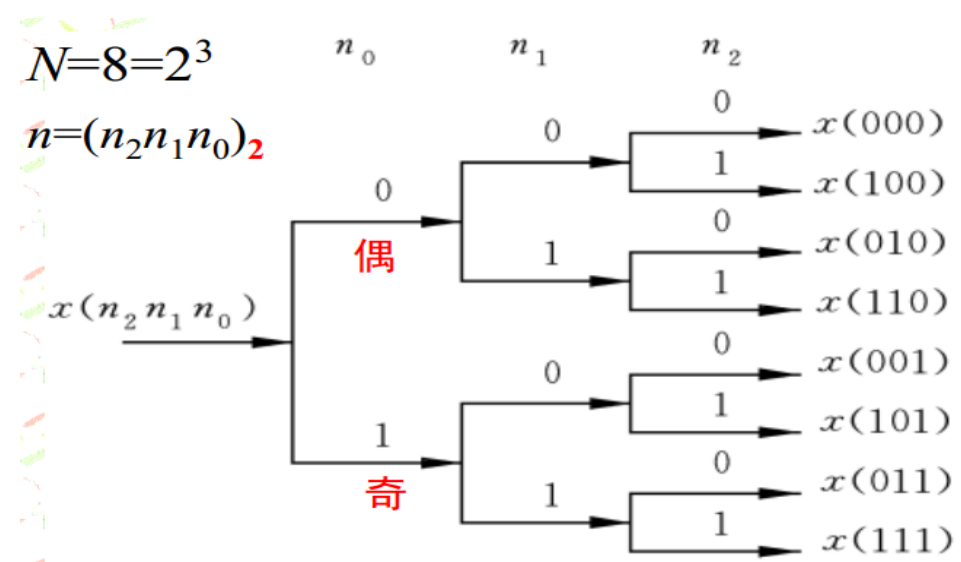 N=8=2³ n₀ n₁ n₂
n=(n₂n₁n₀)₂
0
0 x(000)
0 1 x(100)
偶
0
1 x(010)
1 x(110)
x(n₂n₁n₀)
0
0 x(001)
1 1 x(101)
奇
0
1 x(011)
1 x(111)